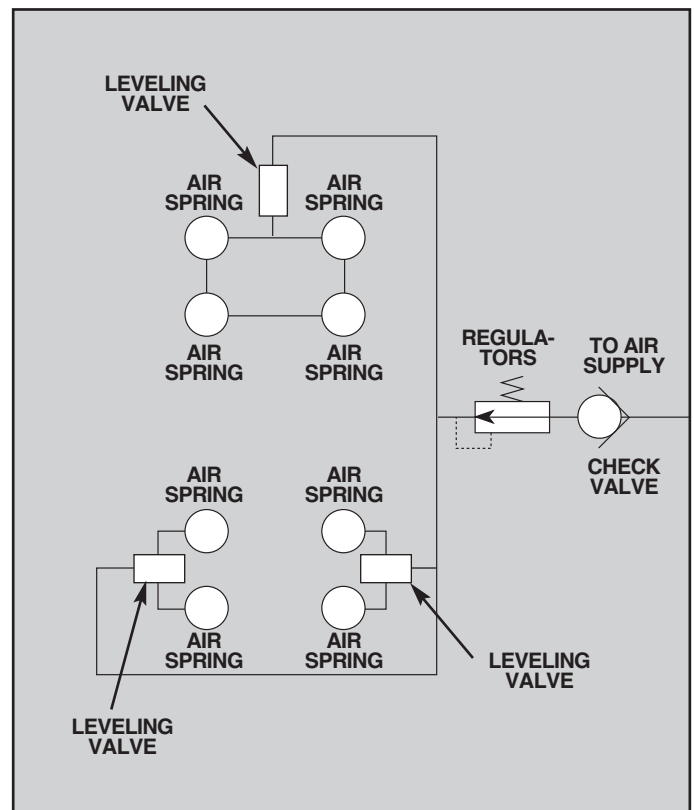 LEVELING
VALVE
AIR
SPRING
AIR
SPRING
AIR
SPRING
AIR
SPRING
REGULA-
TORS
TO AIR
SUPPLY
CHECK
VALVE
AIR
SPRING
AIR
SPRING
AIR
SPRING
AIR
SPRING
LEVELING
VALVE
LEVELING
VALVE